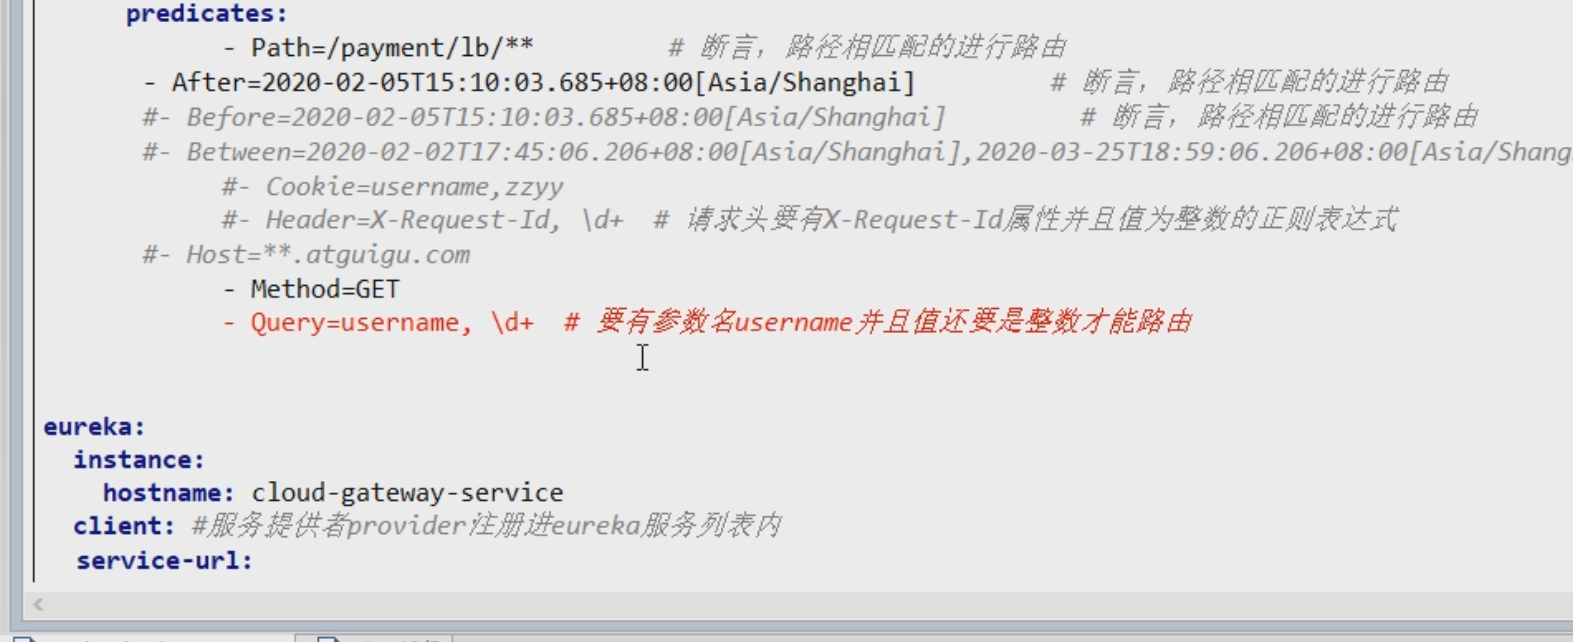 predicates:
- Path=/payment/lb/** # 断言，路径相匹配的进行路由
- After=2020-02-05T15:10:03.685+08:00[Asia/Shanghai] # 断言，路径相匹配的进行路由
#- Before=2020-02-05T15:10:03.685+08:00[Asia/Shanghai] # 断言，路径相匹配的进行路由
#- Between=2020-02-02T17:45:06.206+08:00[Asia/Shanghai],2020-03-25T18:59:06.206+08:00[Asia/Shang
#- Cookie=username,zzyy
#- Header=X-Request-Id, \d+ # 请求头要有X-Request-Id属性并且值为整数的正则表达式
#- Host=**.atguigu.com
- Method=GET
- Query=username, \d+ # 要有参数名username并且值还要是整数才能路由
eureka:
instance:
hostname: cloud-gateway-service
client: #服务提供者provider注册进eureka服务列表内
service-url: